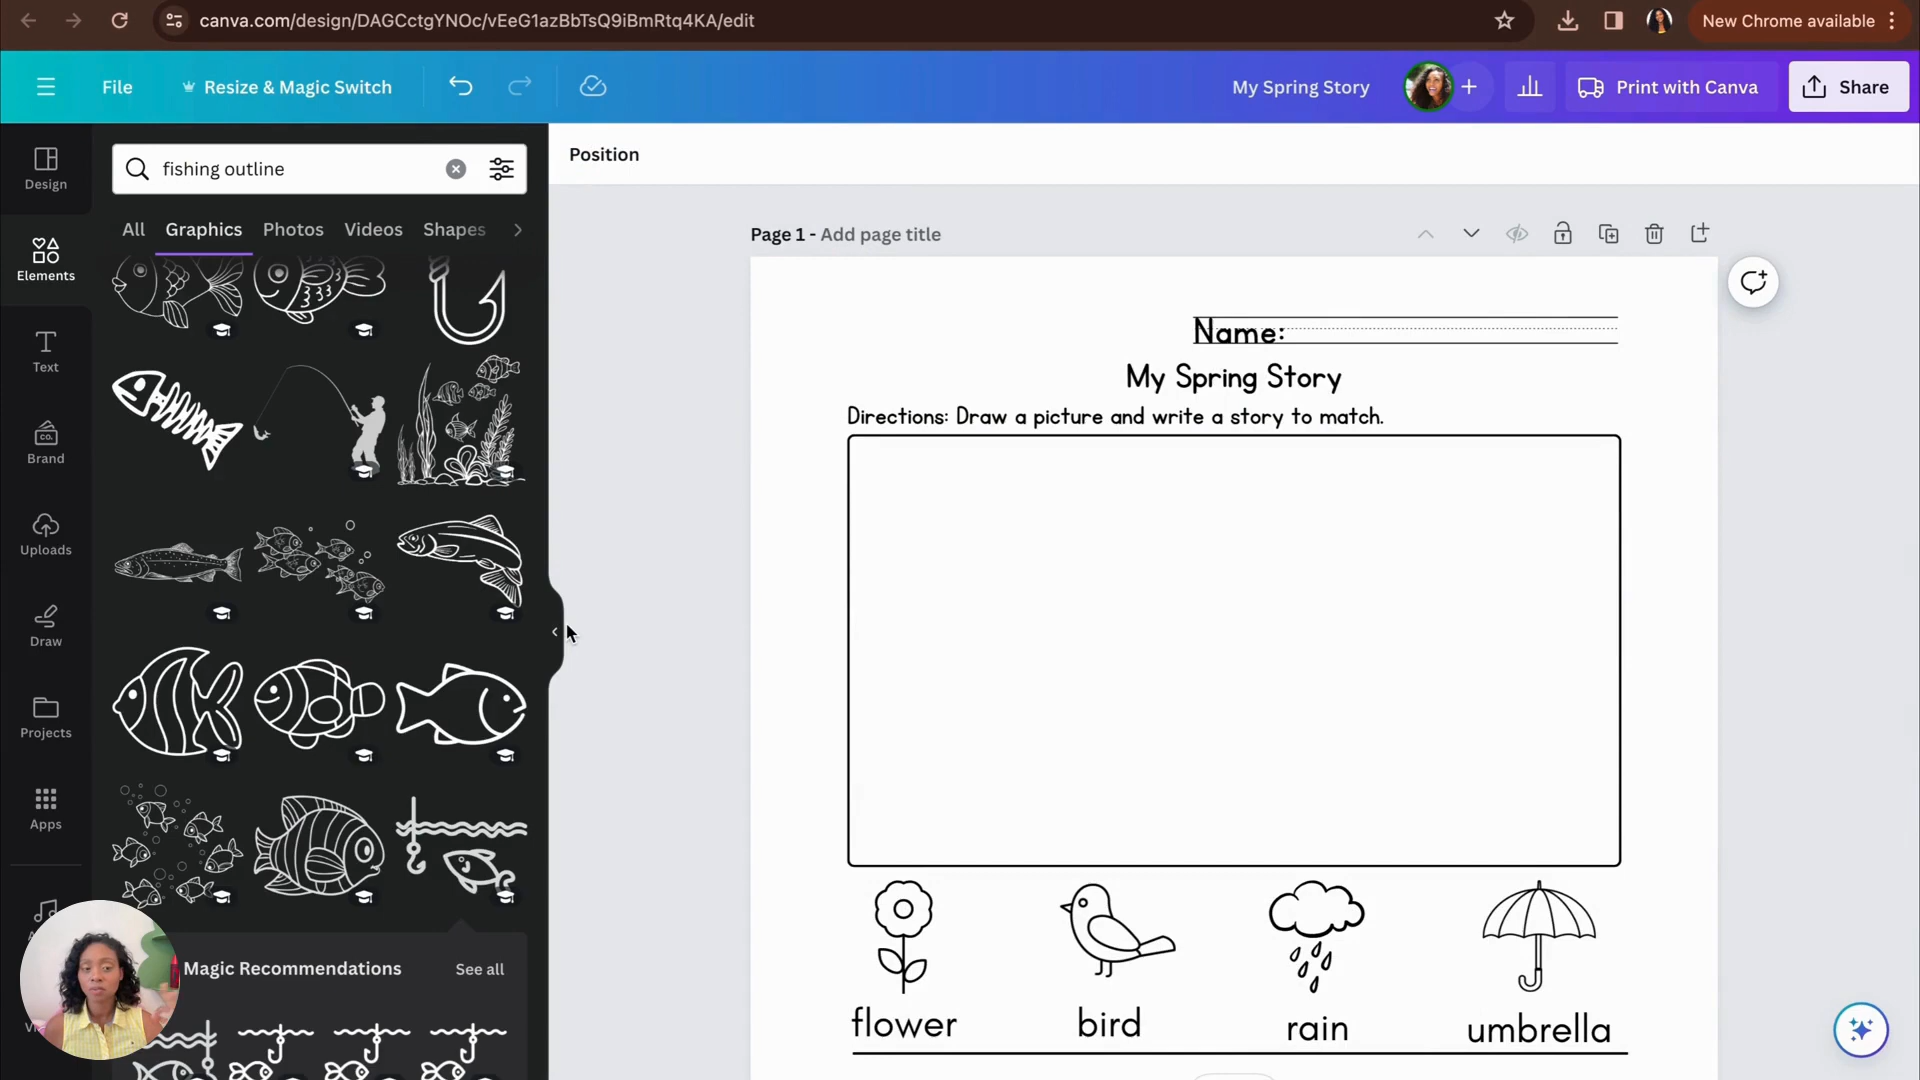 canva.com/design/DAGCctgYNOc/vEeG1azBbTsQ9iBmRtq4KA/edit
New Chrome available
File
Resize & Magic Switch
My Spring Story
Print with Canva
Share
Design
Elements
Text
Brand
CO.
Uploads
Draw
Projects
Apps
fishing outline
All Graphics Photos Videos Shapes
Magic Recommendations
See all
Position
Page 1 - Add page title
Name:
My Spring Story
Directions: Draw a picture and write a story to match.
flower bird rain umbrella